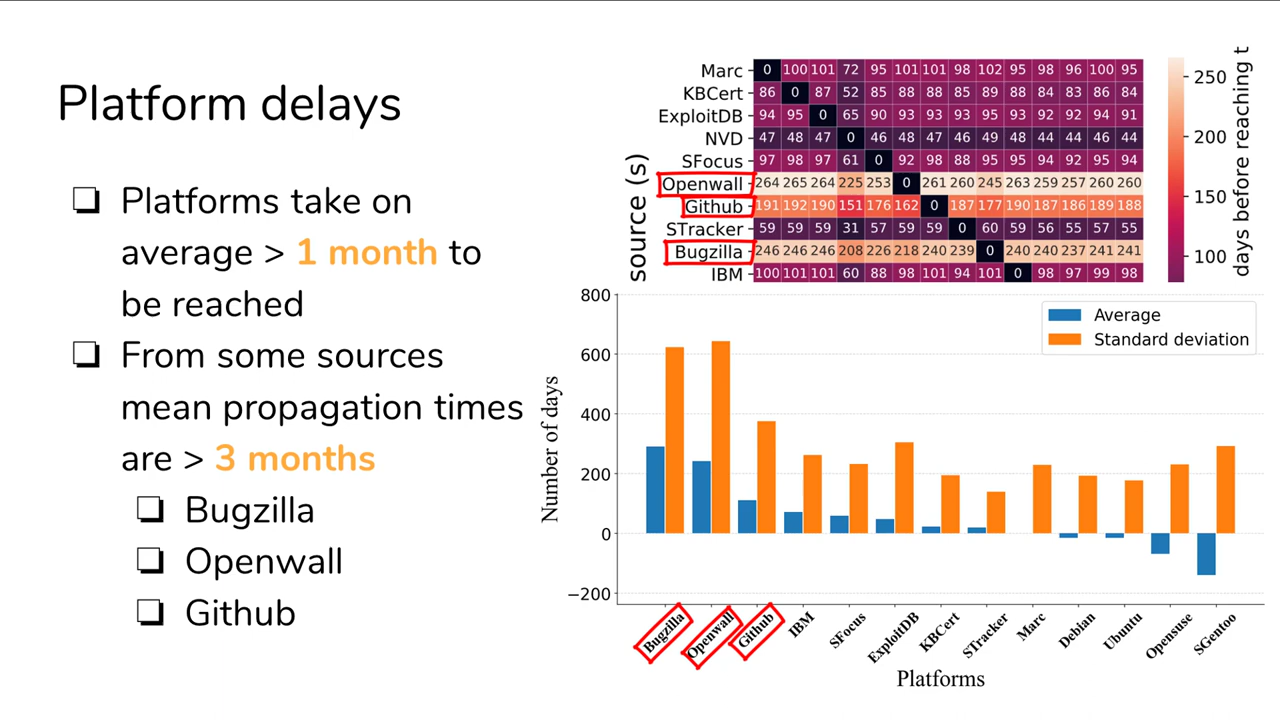 Platform delays
❏ Platforms take on
average > 1 month to
be reached
❏ From some sources
mean propagation times
are > 3 months
❏ Bugzilla
❏ Openwall
❏ Github
source (s)
Marc 0 100 101 72 95 101 101 98 102 95 98 96 100 95
KBCert 86 0 87 52 85 88 88 85 89 88 84 83 86 84
ExploitDB 94 95 0 65 90 93 93 93 95 93 92 92 94 91
NVD 47 48 47 0 46 48 47 46 49 48 44 44 46 44
SFocus 97 98 97 61 0 92 98 88 95 95 94 92 95 94
Openwall 264 265 264 225 253 0 261 260 245 263 259 257 260 260
Github 191 192 190 151 176 162 0 187 177 190 187 186 189 188
STracker 59 59 59 31 57 59 59 0 60 59 56 55 57 55
Bugzilla 246 246 246 208 226 218 240 239 0 240 240 237 241 241
IBM 100 101 101 60 88 98 101 94 101 0 98 97 99 98
250
200
150
100
days before reaching t
Number of days
800
600
400
200
0
−200
Average
Standard deviation
Bugzilla
Openwall
Github
IBM
SFocus
ExploitDB
KBCert
STracker
Marc
Debian
Ubuntu
Opensuse
SGentoo
Platforms